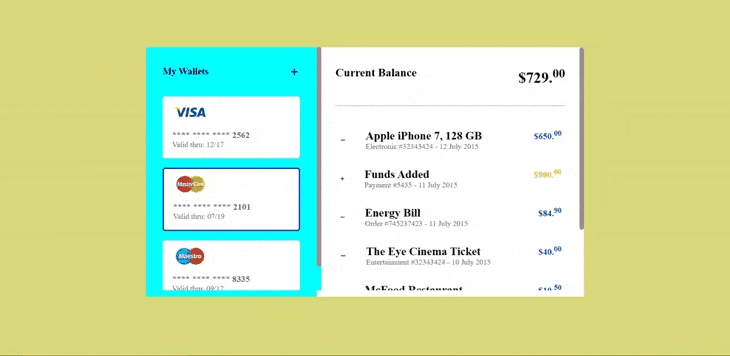 My Wallets +
VISA
**** **** **** 2562
Valid thru: 12/17
MasterCard
**** **** **** 2101
Valid thru: 07/19
Maestro
**** **** **** 8335
Valid thru: 09/17
Current Balance $729.00
– Apple iPhone 7, 128 GB $650.00
Electronic #32343424 - 12 July 2015
+ Funds Added $900.00
Payment #5435 - 11 July 2015
– Energy Bill $84.90
Order #745237423 - 11 July 2015
– The Eye Cinema Ticket $40.00
Entertainment #32343424 - 10 July 2015
McFood Restaurant $10.50